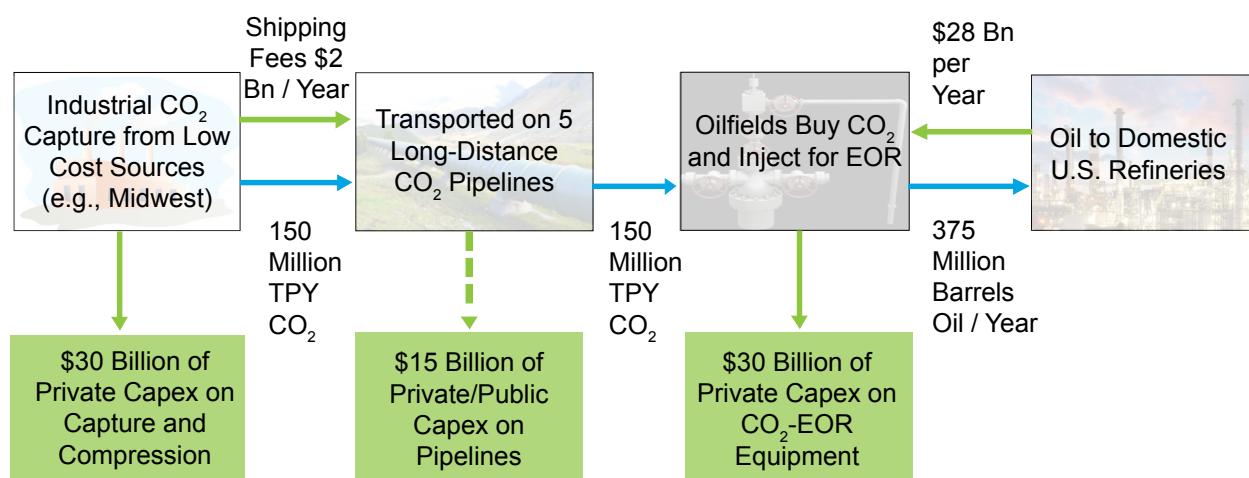 Shipping
Fees $2
Bn / Year
$28 Bn
per
Year
Industrial CO₂
Capture from Low
Cost Sources
(e.g., Midwest)
Transported on 5
Long-Distance
CO₂ Pipelines
Oilfields Buy CO₂
and Inject for EOR
Oil to Domestic
U.S. Refineries
150
Million
TPY
CO₂
150
Million
TPY
CO₂
375
Million
Barrels
Oil / Year
$30 Billion of
Private Capex on
Capture and
Compression
$15 Billion of
Private/Public
Capex on
Pipelines
$30 Billion of
Private Capex on
CO₂-EOR
Equipment